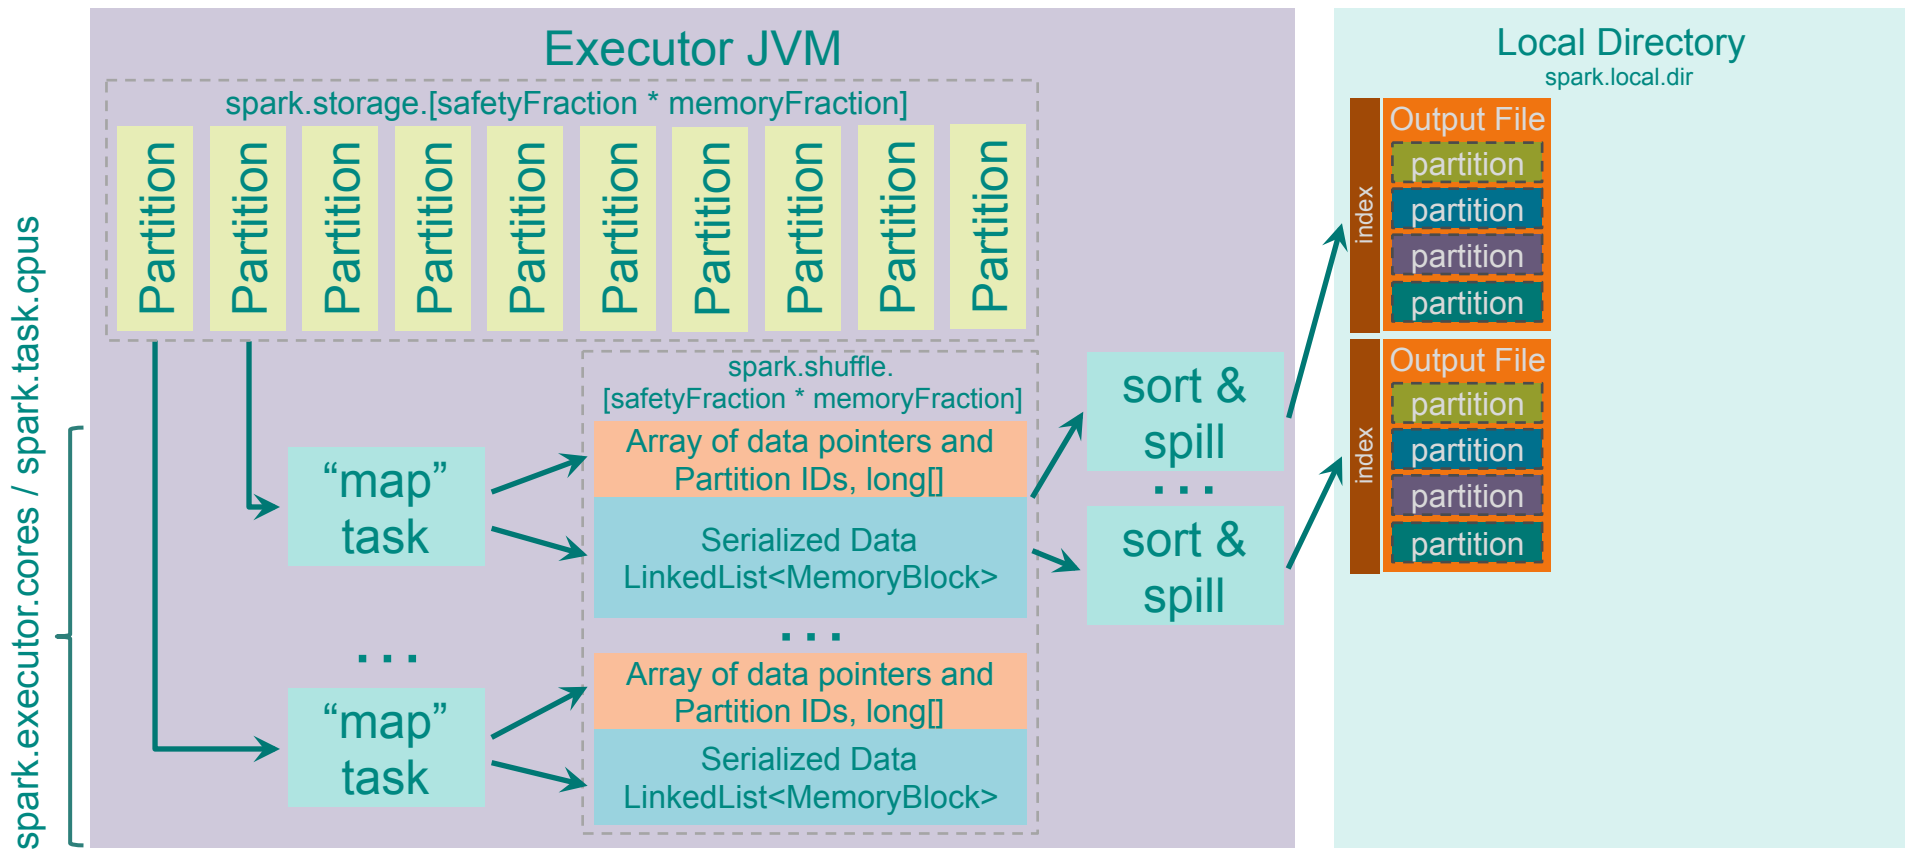 Executor JVM
spark.storage.[safetyFraction * memoryFraction]
Partition
Partition
Partition
Partition
Partition
Partition
Partition
Partition
Partition
Partition
spark.executor.cores / spark.task.cpus
“map”
task
...
“map”
task
spark.shuffle.
[safetyFraction * memoryFraction]
Array of data pointers and
Partition IDs, long[]
Serialized Data
LinkedList<MemoryBlock>
...
Array of data pointers and
Partition IDs, long[]
Serialized Data
LinkedList<MemoryBlock>
sort &
spill
...
sort &
spill
Local Directory
spark.local.dir
index
Output File
partition
partition
partition
partition
index
Output File
partition
partition
partition
partition